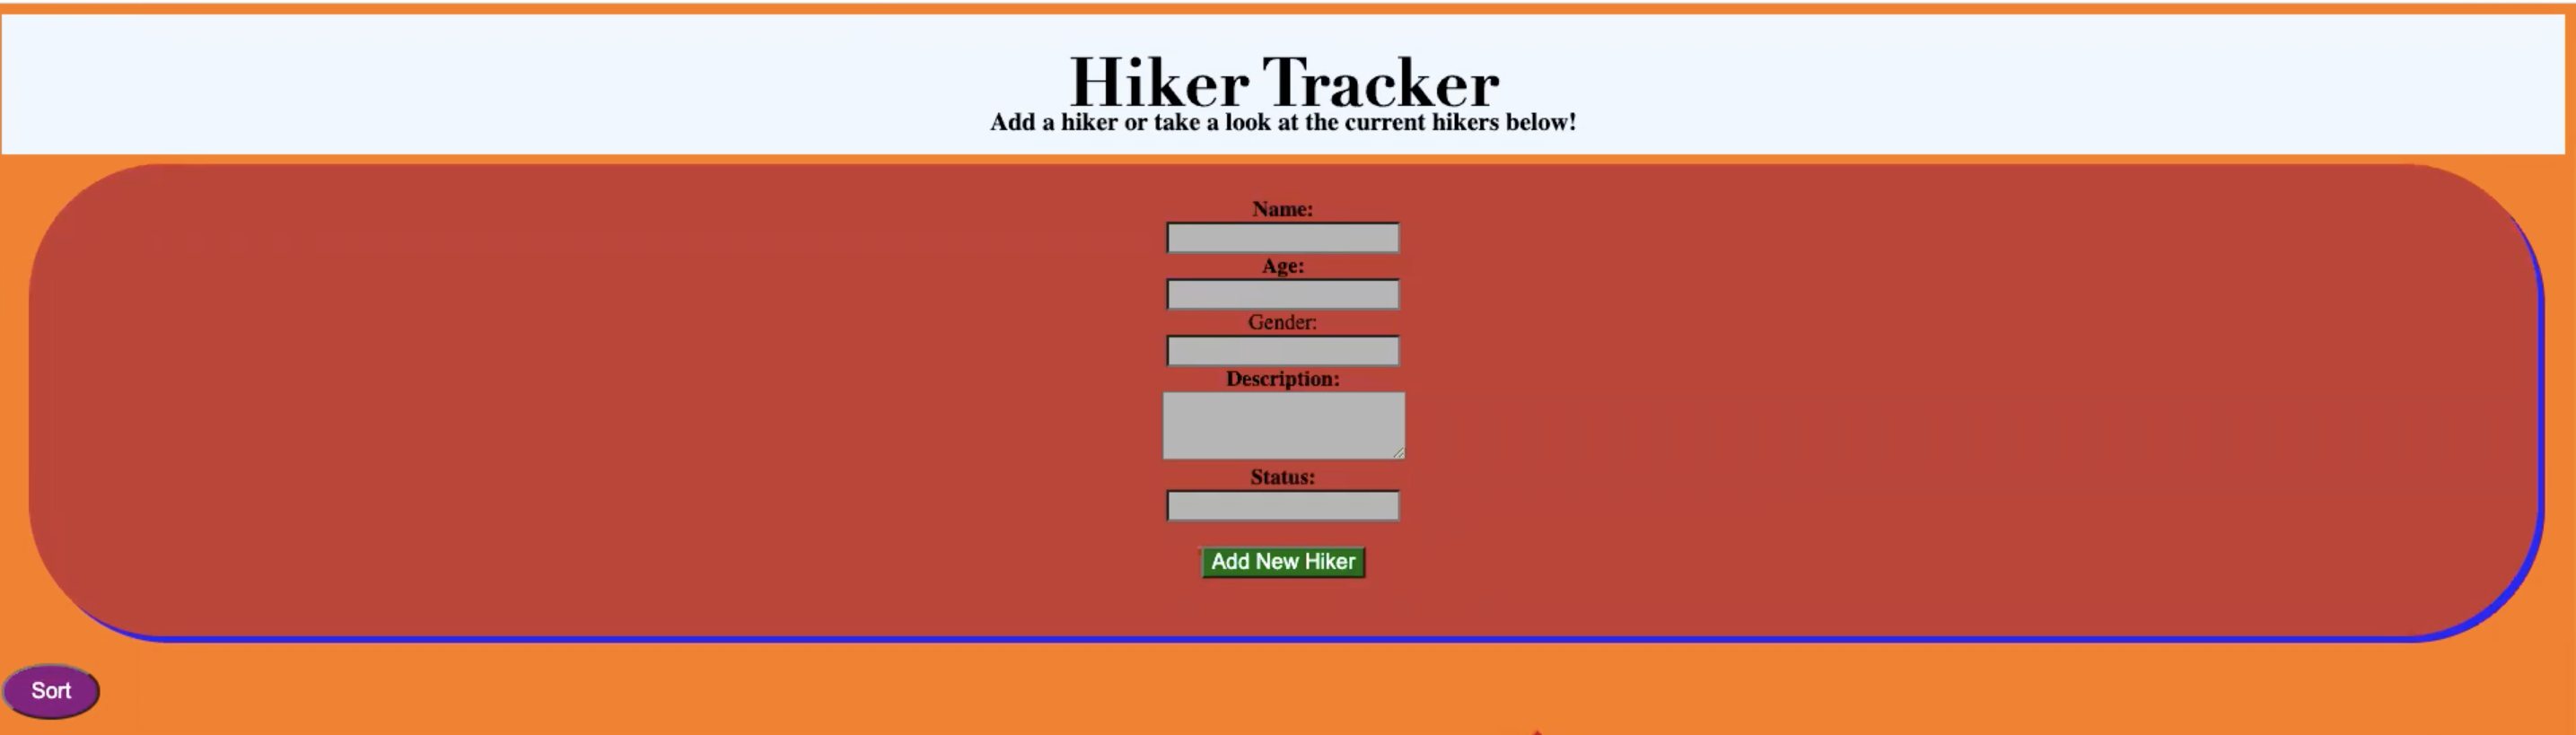 Hiker Tracker
Add a hiker or take a look at the current hikers below!
Name:
Age:
Gender:
Description:
Status:
Add New Hiker
Sort